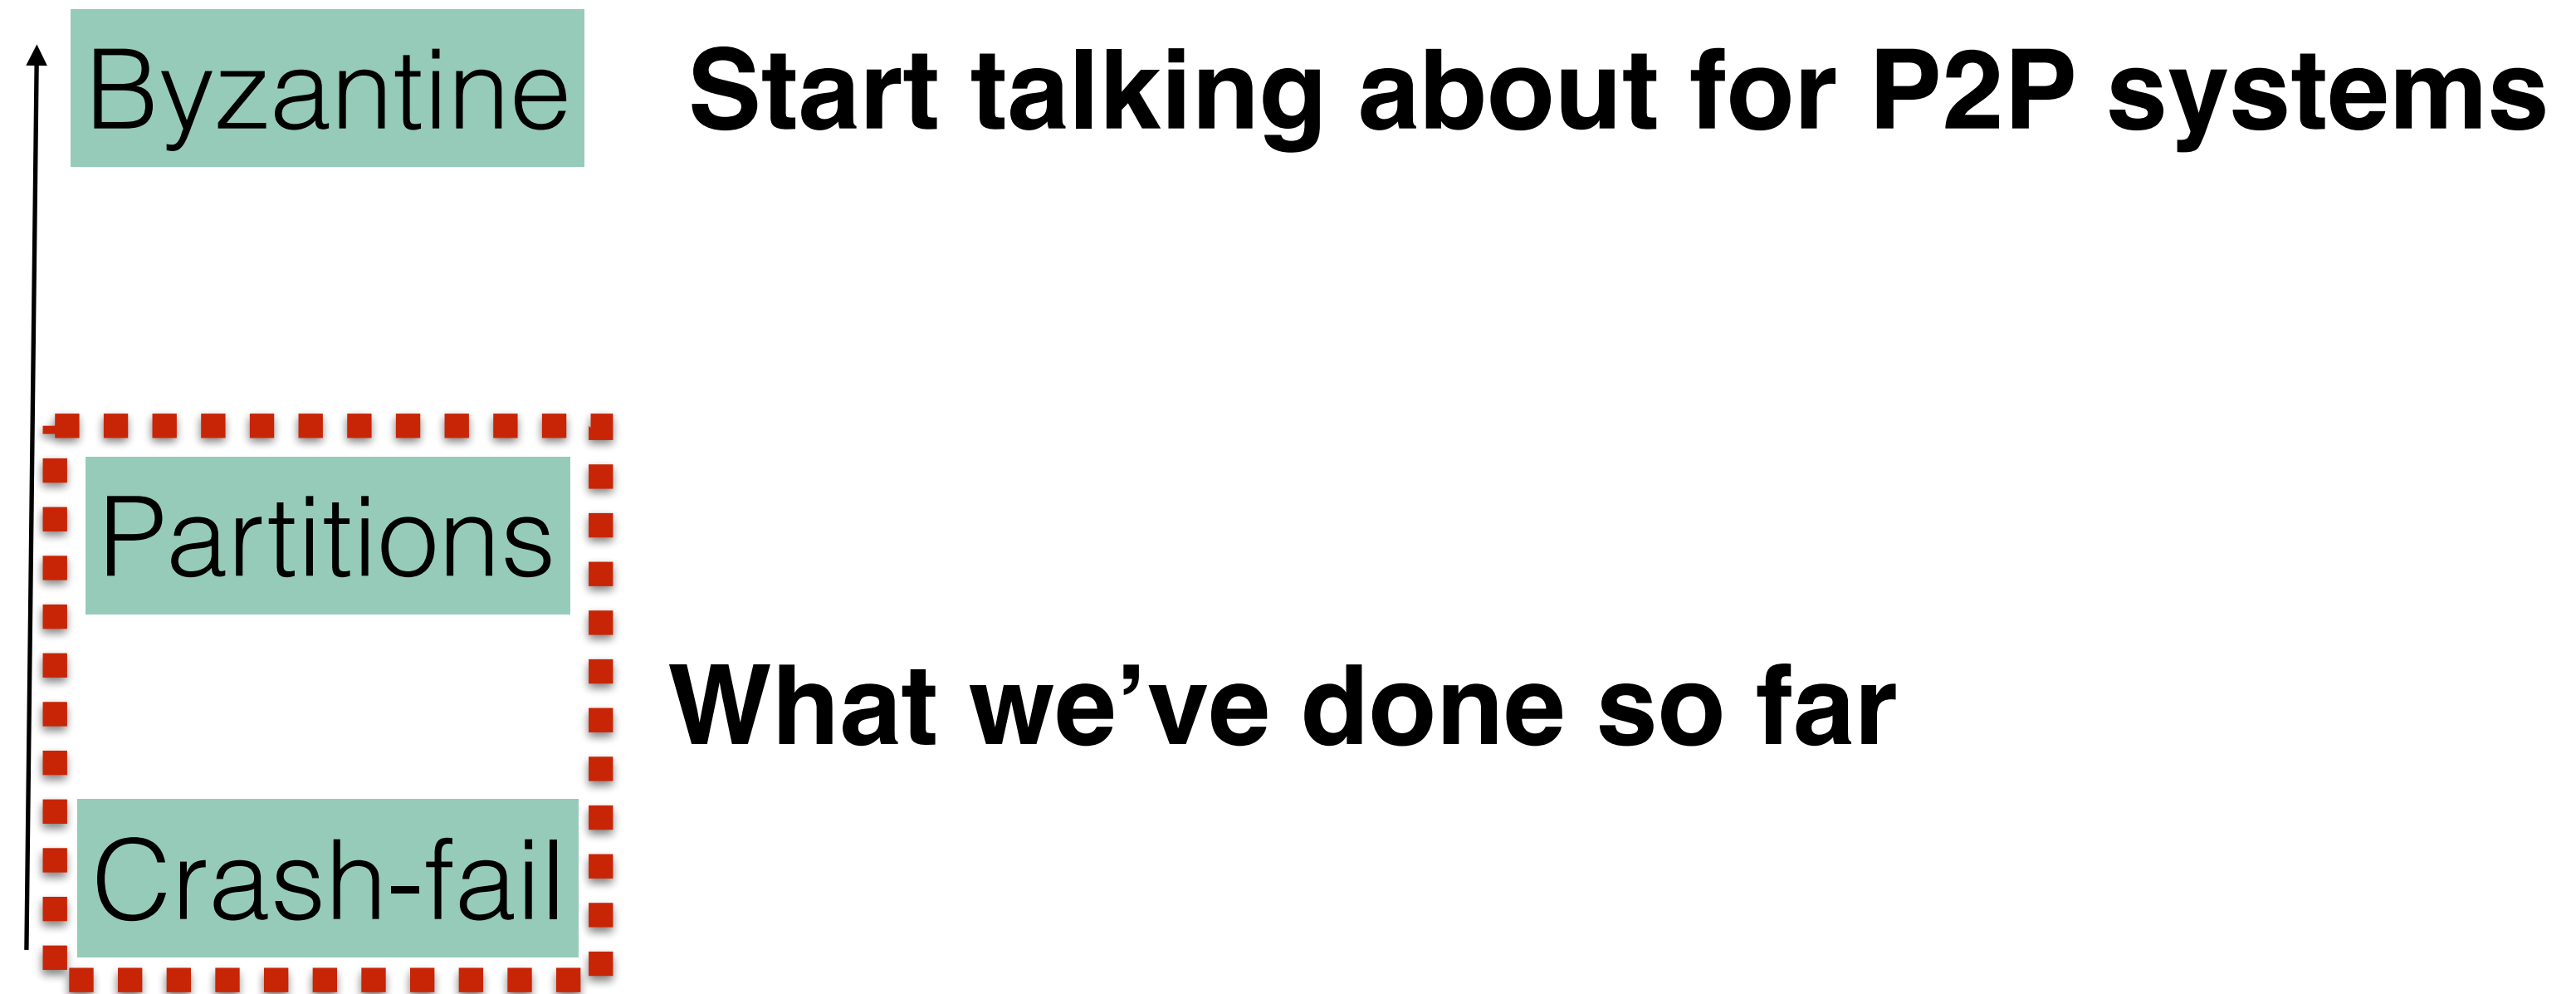 Byzantine Start talking about for P2P systems
Partitions
What we’ve done so far
Crash-fail